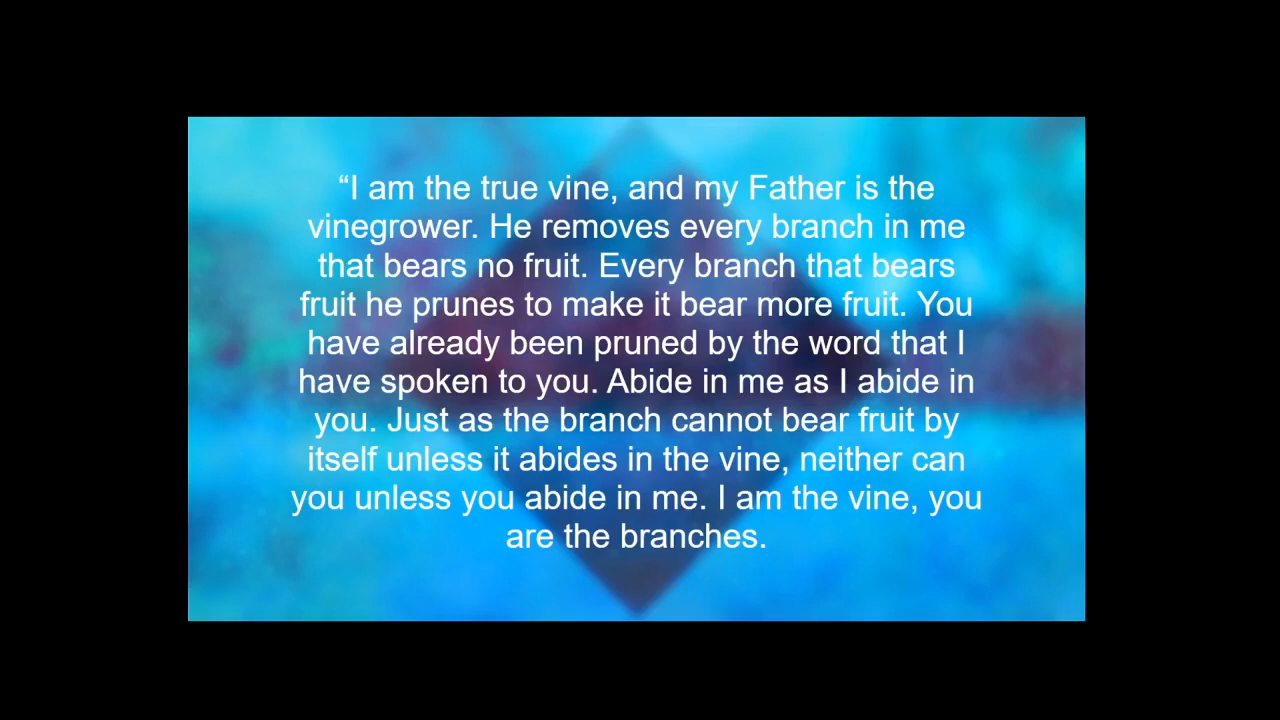 “I am the true vine, and my Father is the
vinegrower. He removes every branch in me
that bears no fruit. Every branch that bears
fruit he prunes to make it bear more fruit. You
have already been pruned by the word that I
have spoken to you. Abide in me as I abide in
you. Just as the branch cannot bear fruit by
itself unless it abides in the vine, neither can
you unless you abide in me. I am the vine, you
are the branches.